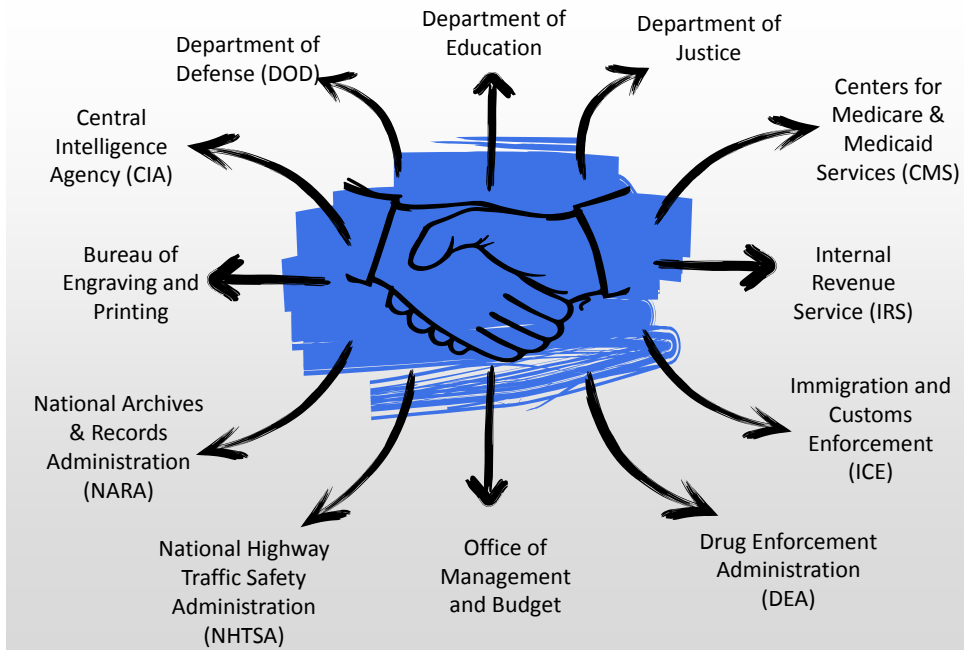 Department of
Education
Department of
Justice
Centers for
Medicare &
Medicaid
Services (CMS)
Internal
Revenue
Service (IRS)
Immigration and
Customs
Enforcement
(ICE)
Drug Enforcement
Administration
(DEA)
Office of
Management
and Budget
National Highway
Traffic Safety
Administration
(NHTSA)
National Archives
& Records
Administration
(NARA)
Bureau of
Engraving and
Printing
Central
Intelligence
Agency (CIA)
Department of
Defense (DOD)